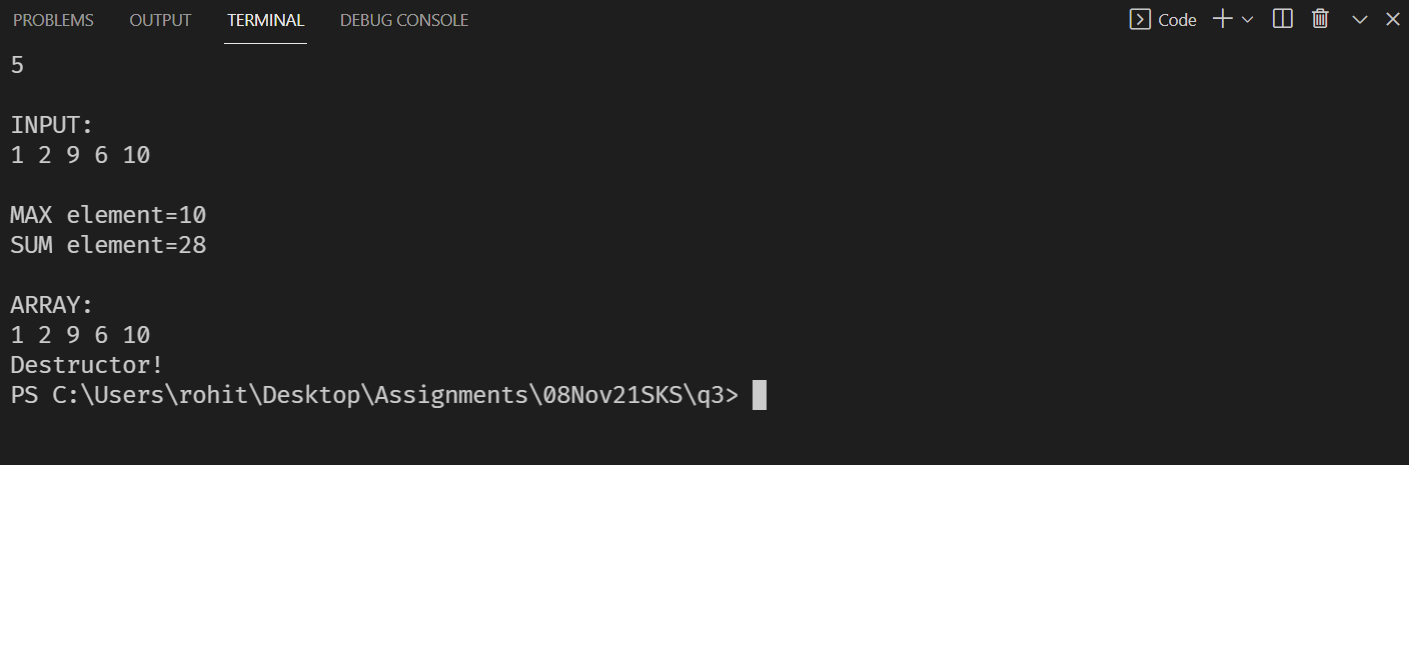 PROBLEMS OUTPUT TERMINAL DEBUG CONSOLE Code
5
INPUT:
1 2 9 6 10
MAX element=10
SUM element=28
ARRAY:
1 2 9 6 10
Destructor!
PS C:\Users\rohit\Desktop\Assignments\08Nov21SKS\q3>